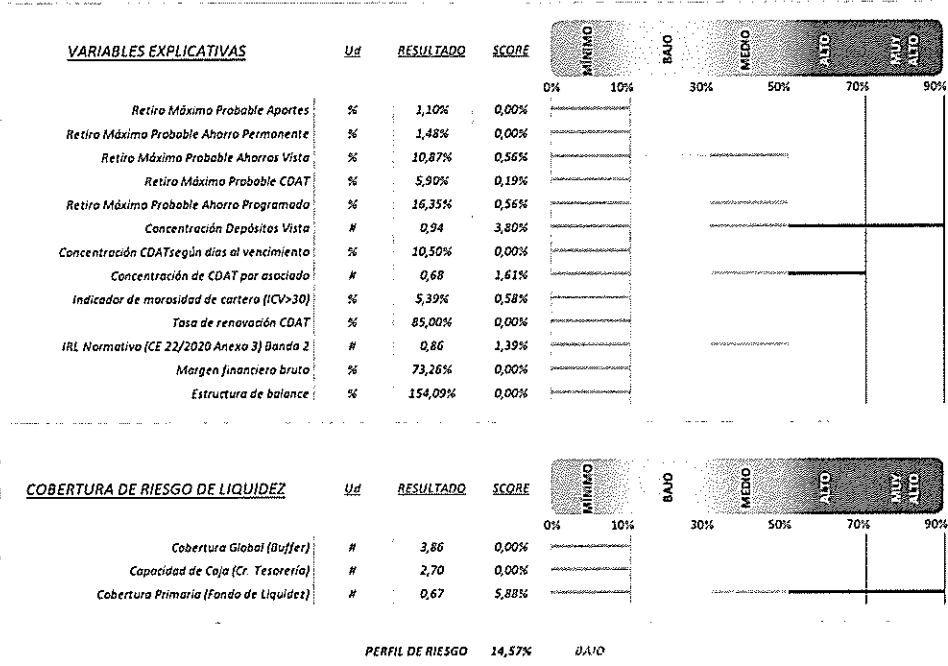 VARIABLES EXPLICATIVAS Ud RESULTADO SCORE MÍNIMO BAJO MEDIO ALTO MUY ALTO
0% 10% 30% 50% 70% 90%
Retiro Máximo Probable Aportes % 1,10% 0,00%
Retiro Máximo Probable Ahorro Permanente % 1,48% 0,00%
Retiro Máximo Probable Ahorros Vista % 10,87% 0,56%
Retiro Máximo Probable CDAT % 5,90% 0,19%
Retiro Máximo Probable Ahorro Programado % 16,35% 0,56%
Concentración Depósitos Vista # 0,94 3,80%
Concentración CDATsegún días al vencimiento % 10,50% 0,00%
Concentración de CDAT por asociado # 0,68 1,61%
Indicador de morosidad de cartera (ICV>30) % 5,39% 0,58%
Tasa de renovación CDAT % 85,00% 0,00%
IRL Normativo (CE 22/2020 Anexo 3) Banda 2 # 0,86 1,39%
Margen financiero bruto % 73,26% 0,00%
Estructura de balance % 154,09% 0,00%
COBERTURA DE RIESGO DE LIQUIDEZ Ud RESULTADO SCORE MÍNIMO BAJO MEDIO ALTO MUY ALTO
0% 10% 30% 50% 70% 90%
Cobertura Global (Buffer) # 3,86 0,00%
Capacidad de Caja (Cr. Tesorería) # 2,70 0,00%
Cobertura Primaria (Fondo de Liquidez) # 0,67 5,88%
PERFIL DE RIESGO 14,57% BAJO